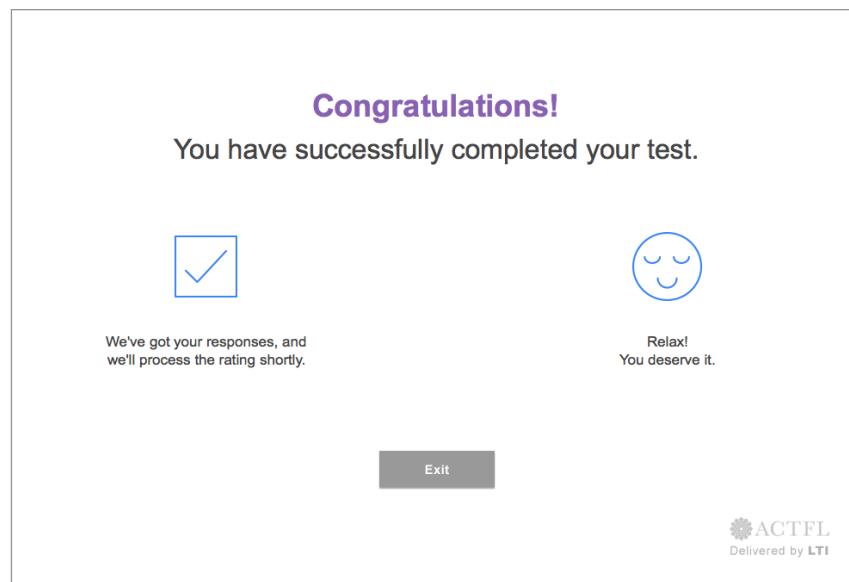 Congratulations!
You have successfully completed your test.
We've got your responses, and
we'll process the rating shortly.
Relax!
You deserve it.
Exit
ACTFL
Delivered by LTI